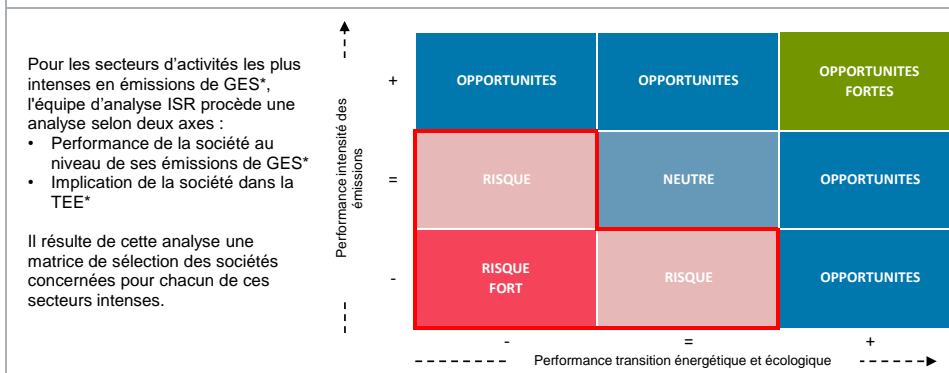 Pour les secteurs d'activités les plus
intenses en émissions de GES*,
l'équipe d'analyse ISR procède une
analyse selon deux axes :
• Performance de la société au
niveau de ses émissions de GES*
• Implication de la société dans la
TEE*
Il résulte de cette analyse une
matrice de sélection des sociétés
concernées pour chacun de ces
secteurs intenses.
Performance intensité des
émissions
+
OPPORTUNITES
OPPORTUNITES
OPPORTUNITES
FORTES
=
RISQUE
NEUTRE
OPPORTUNITES
-
RISQUE
FORT
RISQUE
OPPORTUNITES
- = +
Performance transition énergétique et écologique